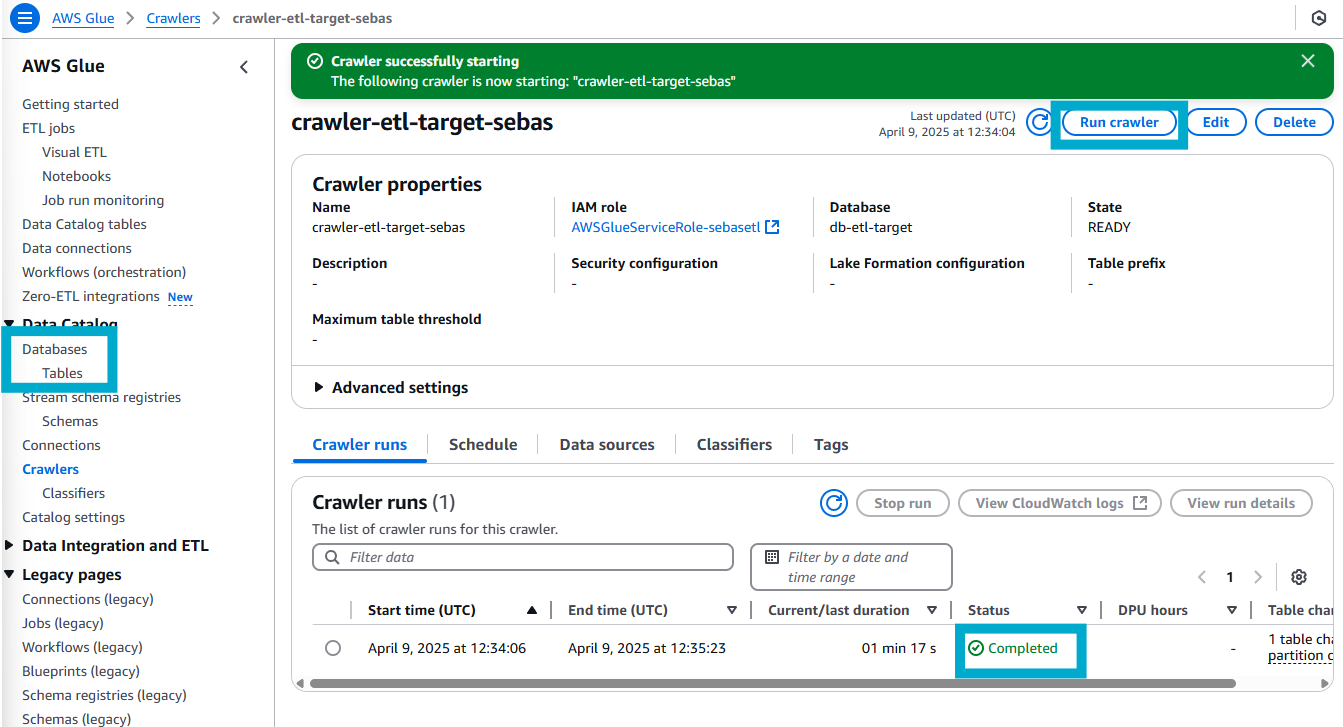 AWS Glue > Crawlers > crawler-etl-target-sebas
AWS Glue
Getting started
ETL jobs
Visual ETL
Notebooks
Job run monitoring
Data Catalog tables
Data connections
Workflows (orchestration)
Zero-ETL integrations New
Data Catalog
Databases
Tables
Stream schema registries
Schemas
Connections
Crawlers
Classifiers
Catalog settings
Data Integration and ETL
Legacy pages
Connections (legacy)
Jobs (legacy)
Workflows (legacy)
Blueprints (legacy)
Schema registries (legacy)
Schemas (legacy)
Crawler successfully starting
The following crawler is now starting: "crawler-etl-target-sebas"
crawler-etl-target-sebas
Last updated (UTC)
April 9, 2025 at 12:34:04
Run crawler
Edit
Delete
Crawler properties
Name
crawler-etl-target-sebas
IAM role
AWSGlueServiceRole-sebasetl
Database
db-etl-target
State
READY
Description
-
Security configuration
-
Lake Formation configuration
-
Table prefix
-
Maximum table threshold
-
Advanced settings
Crawler runs
Schedule
Data sources
Classifiers
Tags
Crawler runs (1)
The list of crawler runs for this crawler.
Stop run
View CloudWatch logs
View run details
Filter data
Filter by a date and
time range
1
Start time (UTC) End time (UTC) Current/last duration Status DPU hours Table
April 9, 2025 at 12:34:06 April 9, 2025 at 12:35:23 01 min 17 s Completed - 1 table
partition